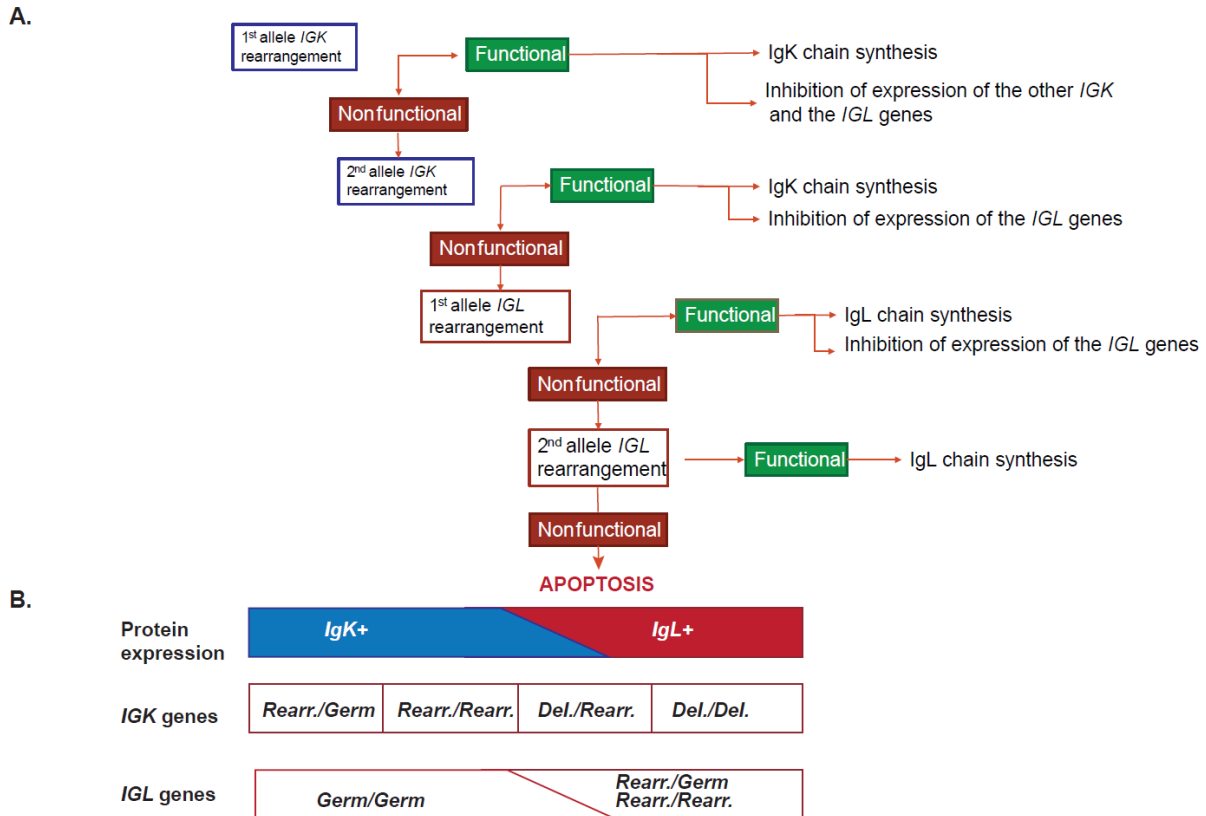 A.
1st allele IGK
rearrangement
Functional
IgK chain synthesis
Inhibition of expression of the other IGK
and the IGL genes
Nonfunctional
2nd allele IGK
rearrangement
Functional
IgK chain synthesis
Inhibition of expression of the IGL genes
Nonfunctional
1st allele IGL
rearrangement
Functional
IgL chain synthesis
Inhibition of expression of the IGL genes
Nonfunctional
2nd allele IGL
rearrangement
Functional
IgL chain synthesis
Nonfunctional
APOPTOSIS
B.
Protein
expression
IgK+
IgL+
IGK genes
Rearr./Germ
Rearr./Rearr.
Del./Rearr.
Del./Del.
IGL genes
Germ/Germ
Rearr./Germ
Rearr./Rearr.